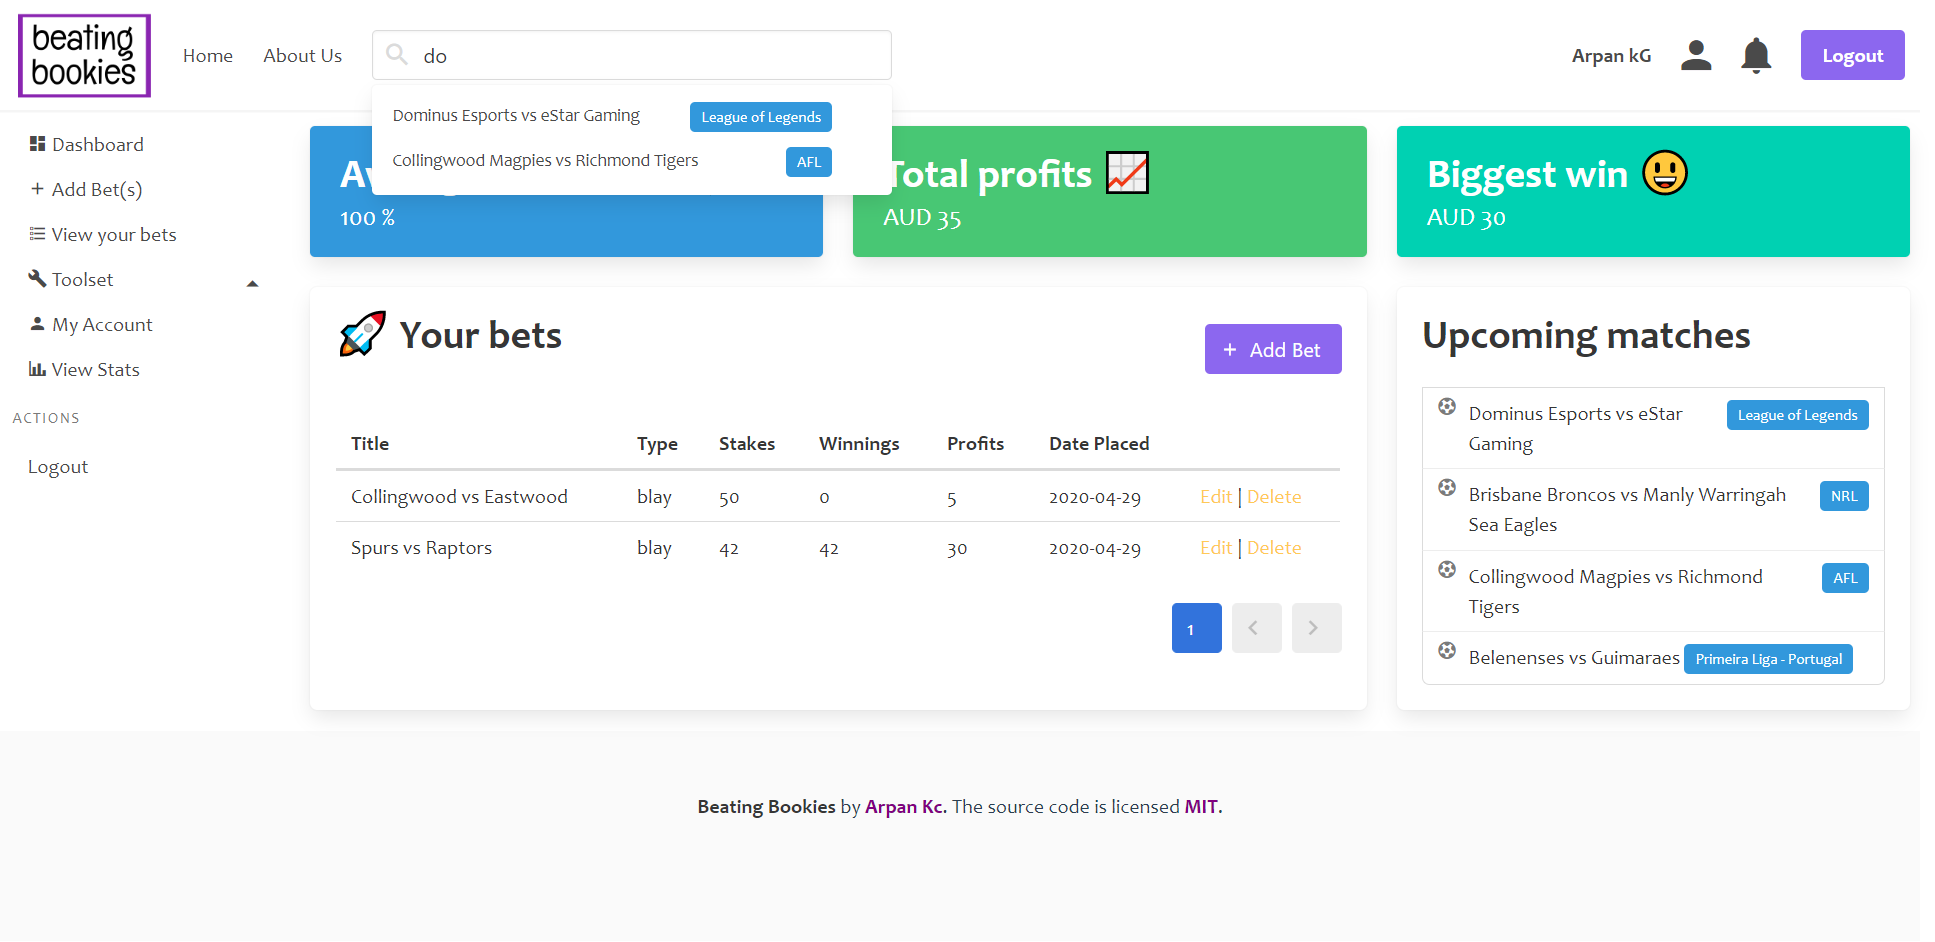 beating
bookies
Home
About Us
do
Arpan kG
Logout
Dominus Esports vs eStar Gaming
League of Legends
Collingwood Magpies vs Richmond Tigers
AFL
Dashboard
Add Bet(s)
View your bets
Toolset
My Account
View Stats
ACTIONS
Logout
100 %
Total profits
AUD 35
Biggest win
AUD 30
Your bets
+ Add Bet
Title Type Stakes Winnings Profits Date Placed
Collingwood vs Eastwood blay 50 0 5 2020-04-29 Edit | Delete
Spurs vs Raptors blay 42 42 30 2020-04-29 Edit | Delete
1
Upcoming matches
Dominus Esports vs eStar
Gaming
League of Legends
Brisbane Broncos vs Manly Warringah
Sea Eagles
NRL
Collingwood Magpies vs Richmond
Tigers
AFL
Belenenses vs Guimaraes
Primeira Liga - Portugal
Beating Bookies by Arpan Kc. The source code is licensed MIT.